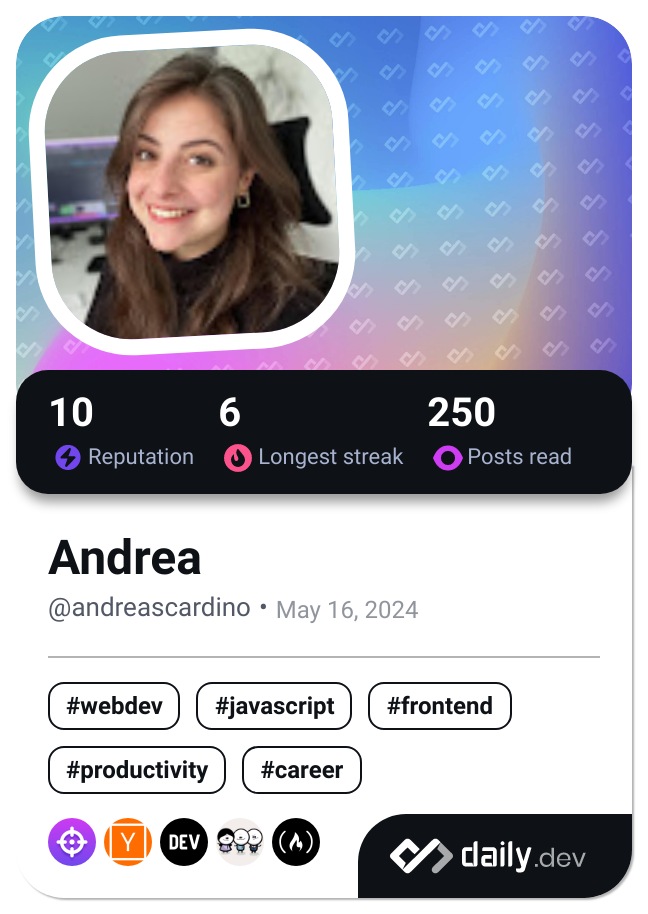 10 6 250
Reputation Longest streak Posts read
Andrea
@andreascardino • May 16, 2024
#webdev #javascript #frontend
#productivity #career
Y DEV
daily.dev